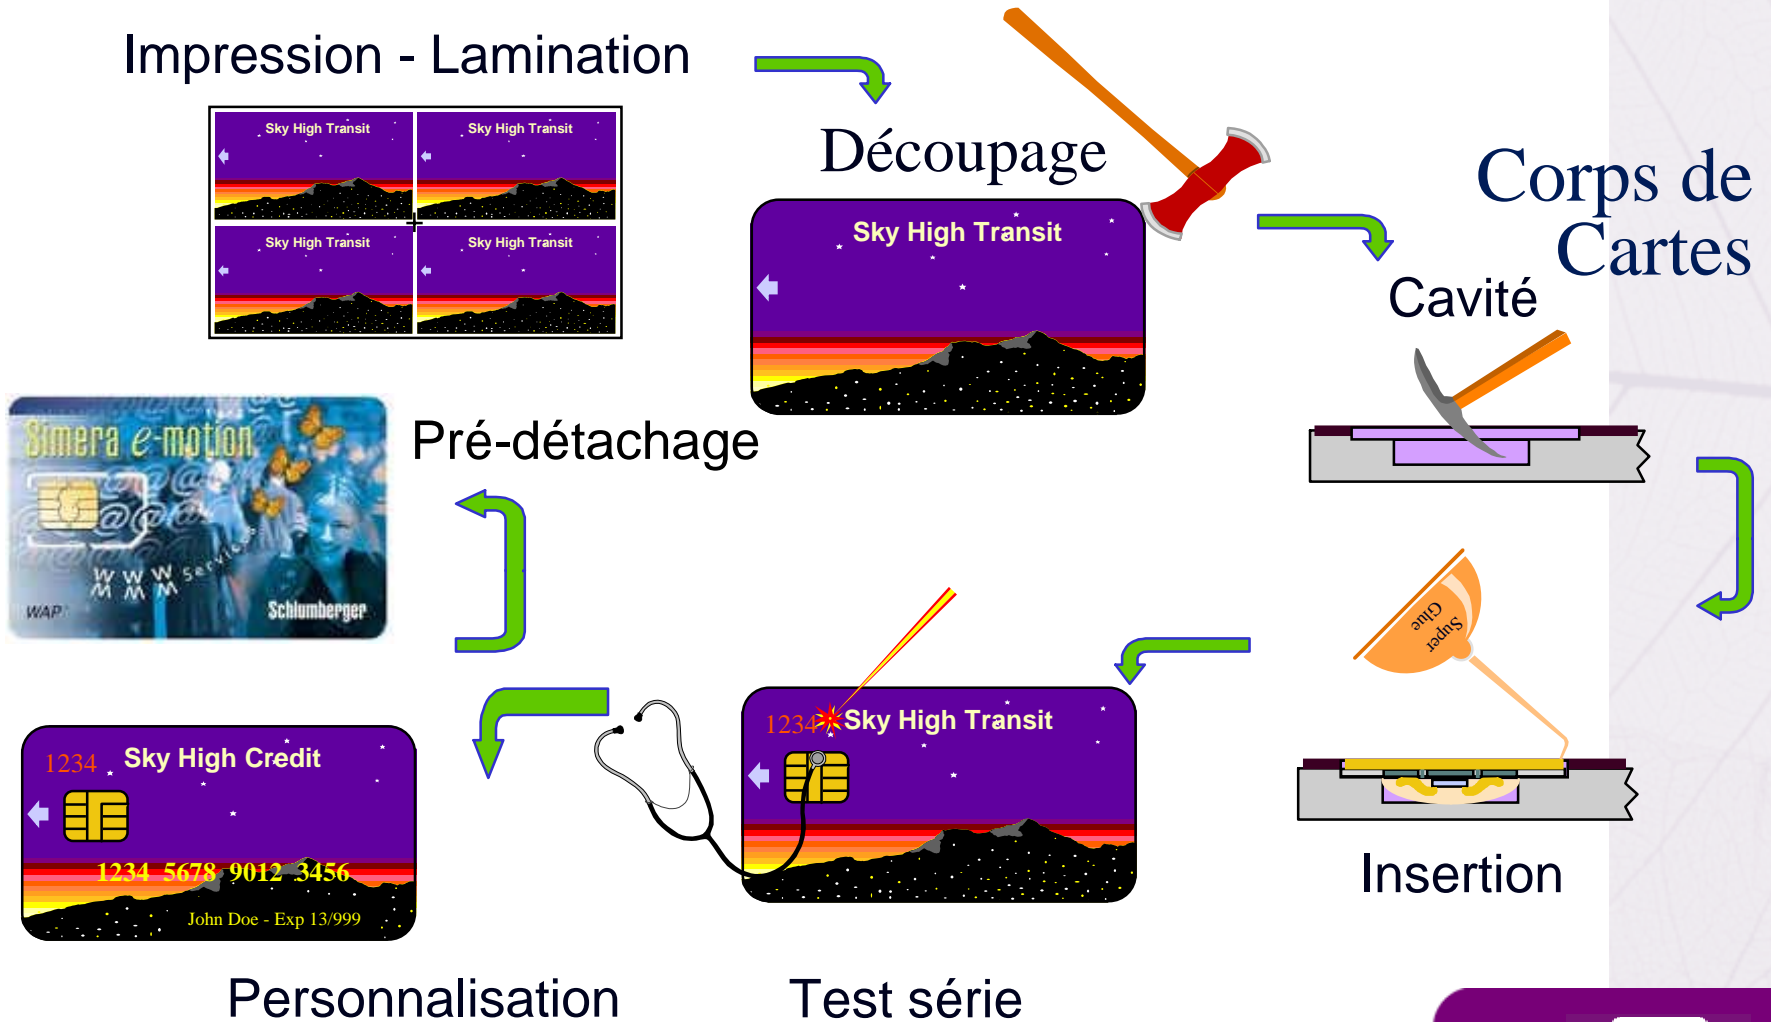 Impression - Lamination
Sky High Transit
Sky High Transit
Sky High Transit
Sky High Transit
Découpage
Sky High Transit
Corps de
Cartes
Cavité
Simera e-motion
WWW Services
WAP
Schlumberger
Pré-détachage
Super
Glue
Insertion
1234
Sky High Transit
Test série
1234
Sky High Credit
1234 5678 9012 3456
John Doe - Exp 13/999
Personnalisation